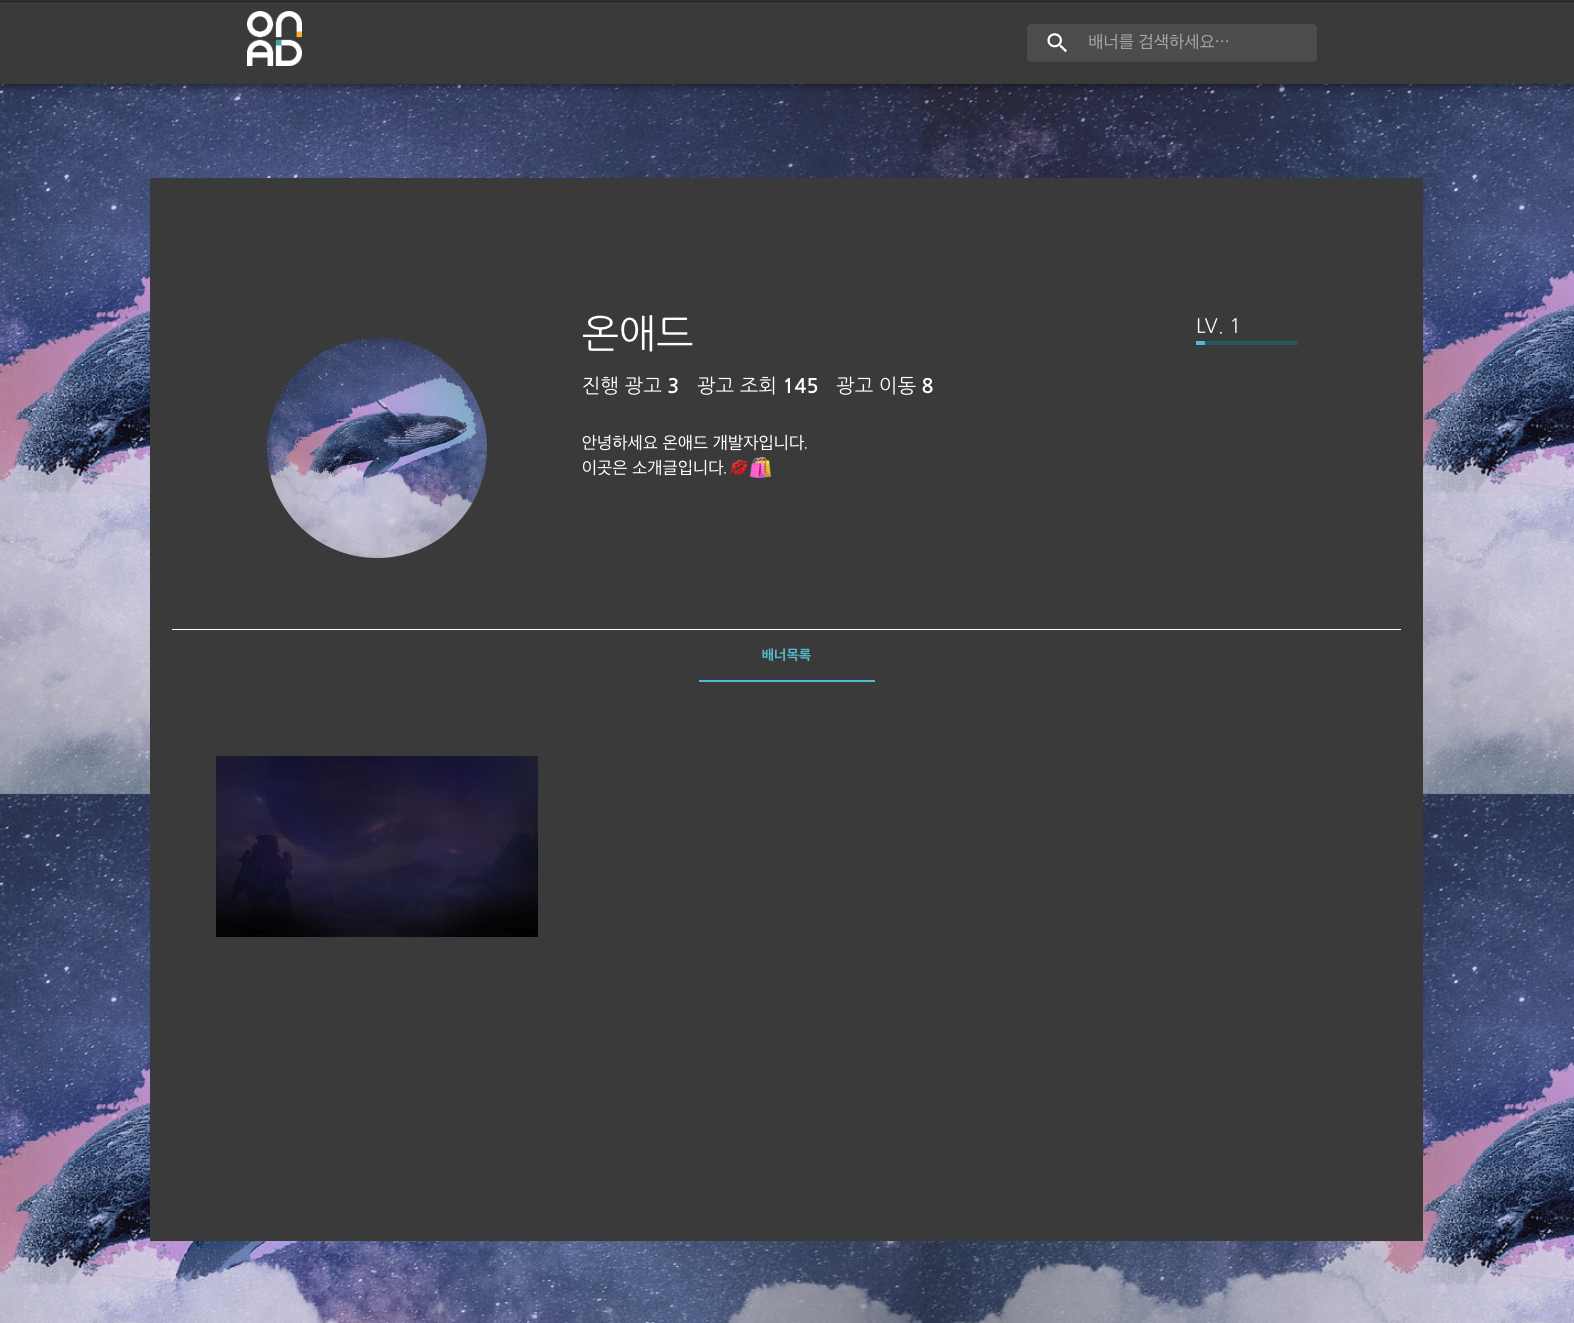 ON
AD
배너를 검색하세요...
온애드
LV. 1
진행 광고 3 광고 조회 145 광고 이동 8
안녕하세요 온애드 개발자입니다.
이곳은 소개글입니다. 💋🛍️
배너목록